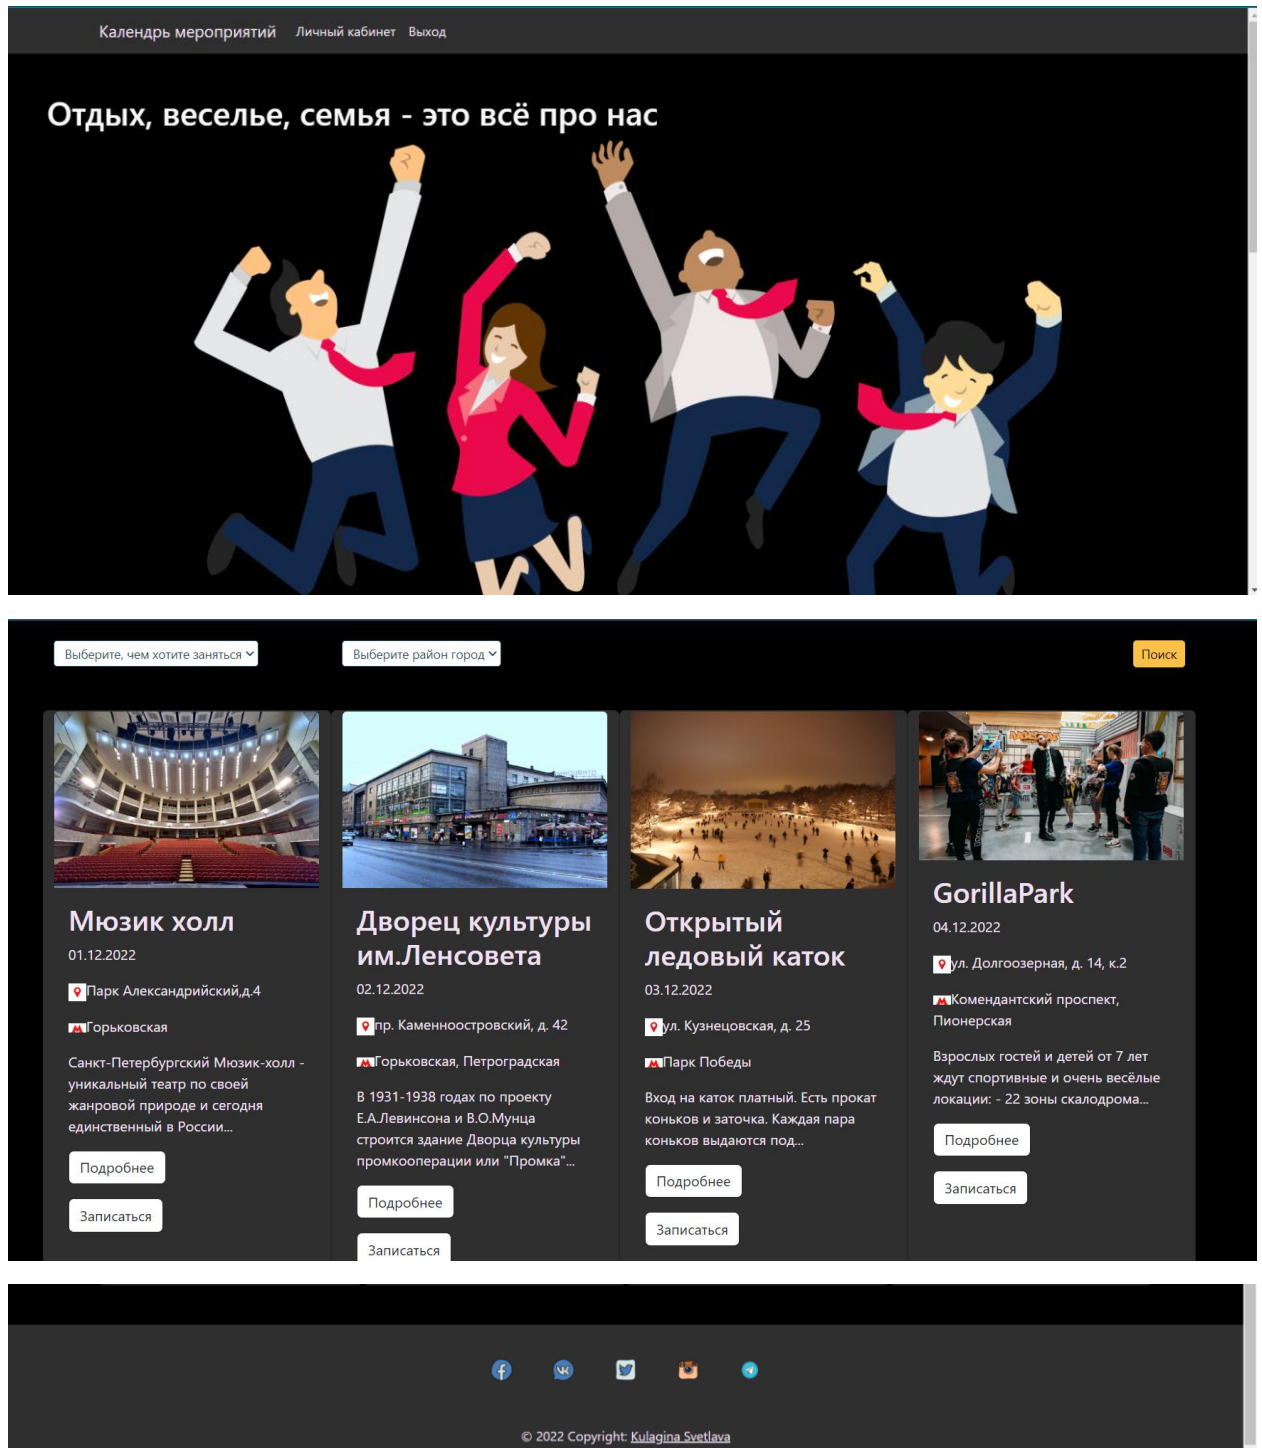 Календрь мероприятий Личный кабинет Выход
Отдых, веселье, семья - это всё про нас
Выберите, чем хотите заняться Выберите район город Поиск
Мюзик холл
01.12.2022
Парк Александрийский,д.4
Горьковская
Санкт-Петербургский Мюзик-холл -
уникальный театр по своей
жанровой природе и сегодня
единственный в России...
Подробнее
Записаться
Дворец культуры
им.Ленсовета
02.12.2022
пр. Каменноостровский, д. 42
Горьковская, Петроградская
В 1931-1938 годах по проекту
Е.А.Левинсона и В.О.Мунца
строится здание Дворца культуры
промкооперации или "Промка"...
Подробнее
Записаться
Открытый
ледовый каток
03.12.2022
ул. Кузнецовская, д. 25
Парк Победы
Вход на каток платный. Есть прокат
коньков и заточка. Каждая пара
коньков выдаются под...
Подробнее
Записаться
GorillaPark
04.12.2022
ул. Долгоозерная, д. 14, к.2
Комендантский проспект,
Пионерская
Взрослых гостей и детей от 7 лет
ждут спортивные и очень весёлые
локации: - 22 зоны скалодрома...
Подробнее
Записаться
© 2022 Copyright: Kulagina Svetlava